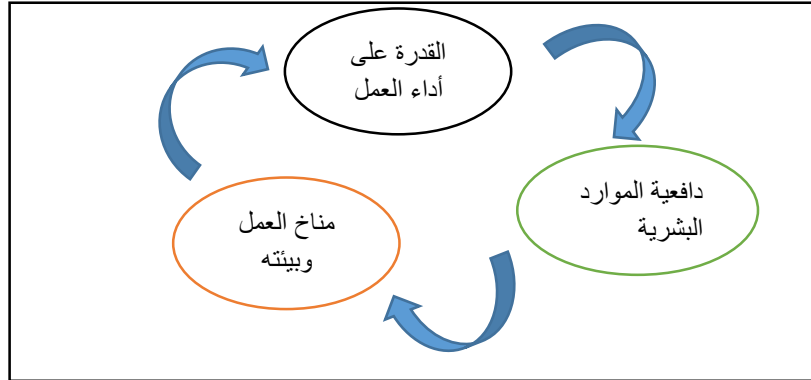 القدرة على
أداء العمل
دافعية الموارد
البشرية
مناخ العمل
وبيئته